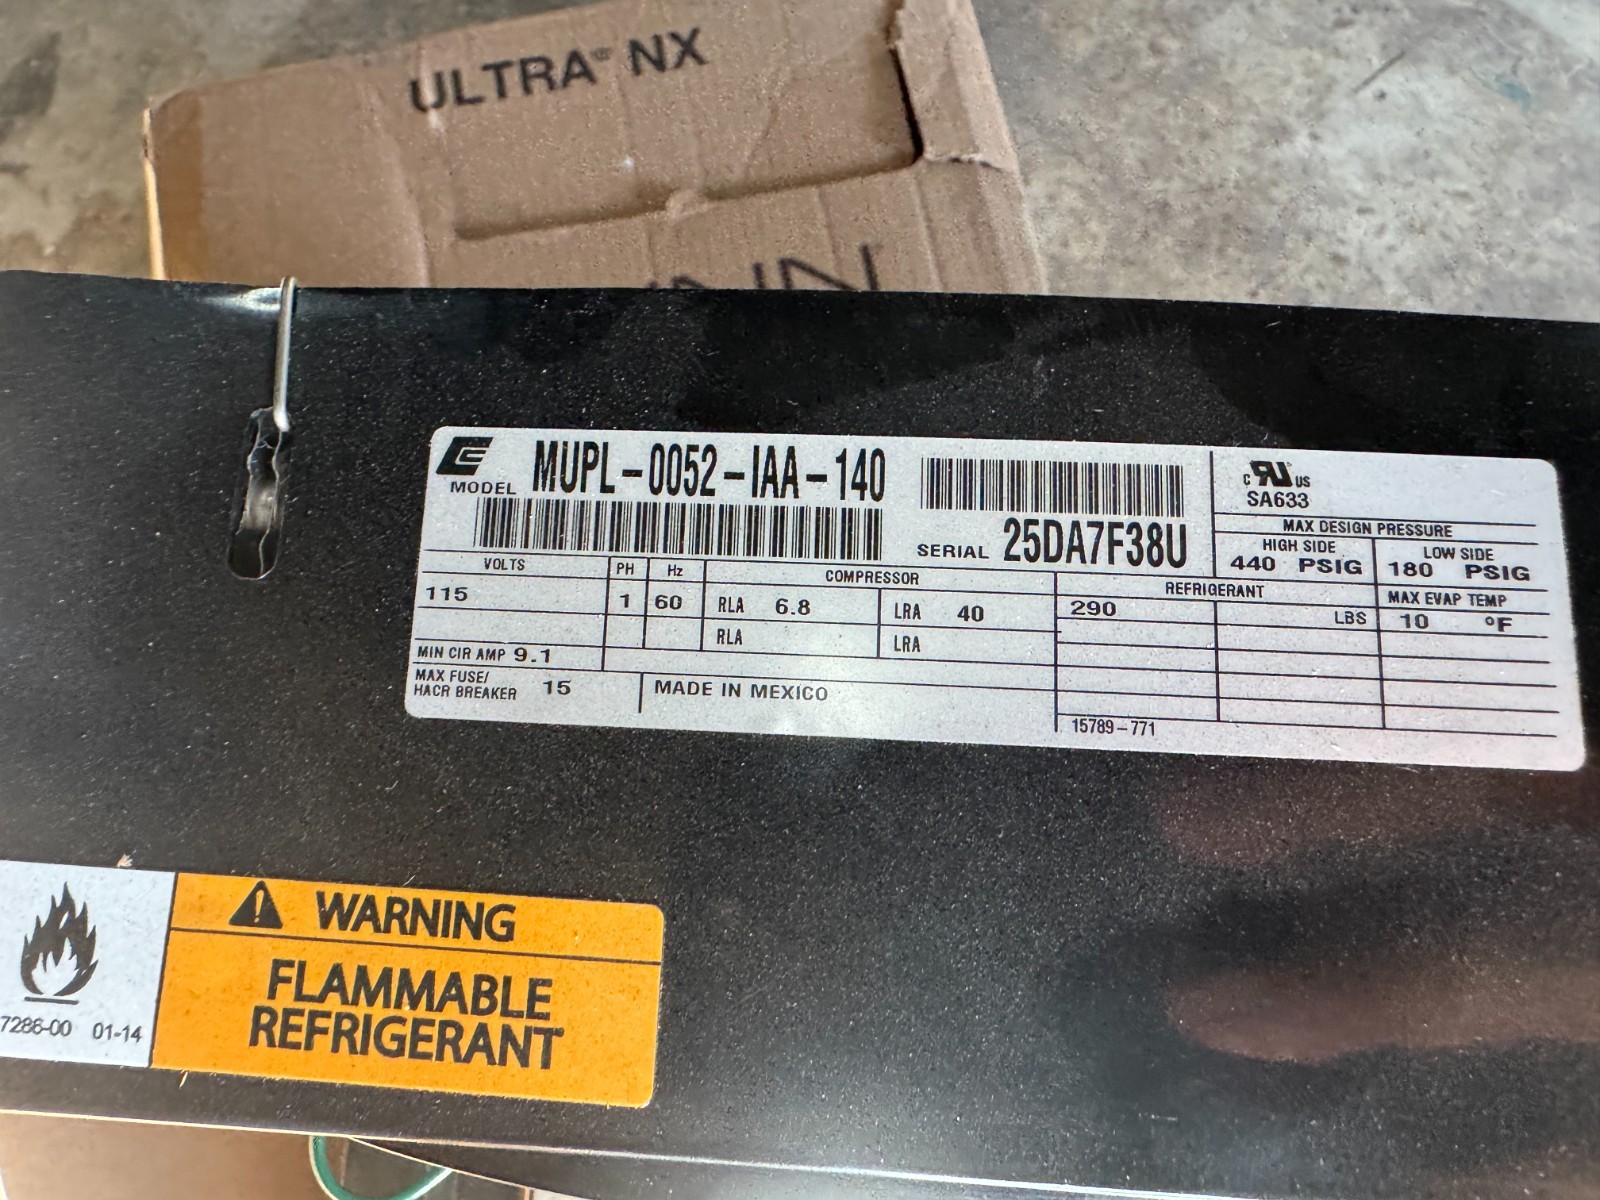 ULTRA® NX
MODEL MUPL-0052-IAA-140
SERIAL 25DA7F38U
c RU US
SA633
MAX DESIGN PRESSURE
HIGH SIDE
440 PSIG
LOW SIDE
180 PSIG
VOLTS
115
PH
1
Hz
60
COMPRESSOR
RLA 6.8
LRA 40
RLA
LRA
REFRIGERANT
290
LBS
MAX EVAP TEMP
10 °F
MIN CIR AMP 9.1
MAX FUSE/
HACR BREAKER 15
MADE IN MEXICO
15789-771
WARNING
FLAMMABLE
REFRIGERANT
7286-00 01-14